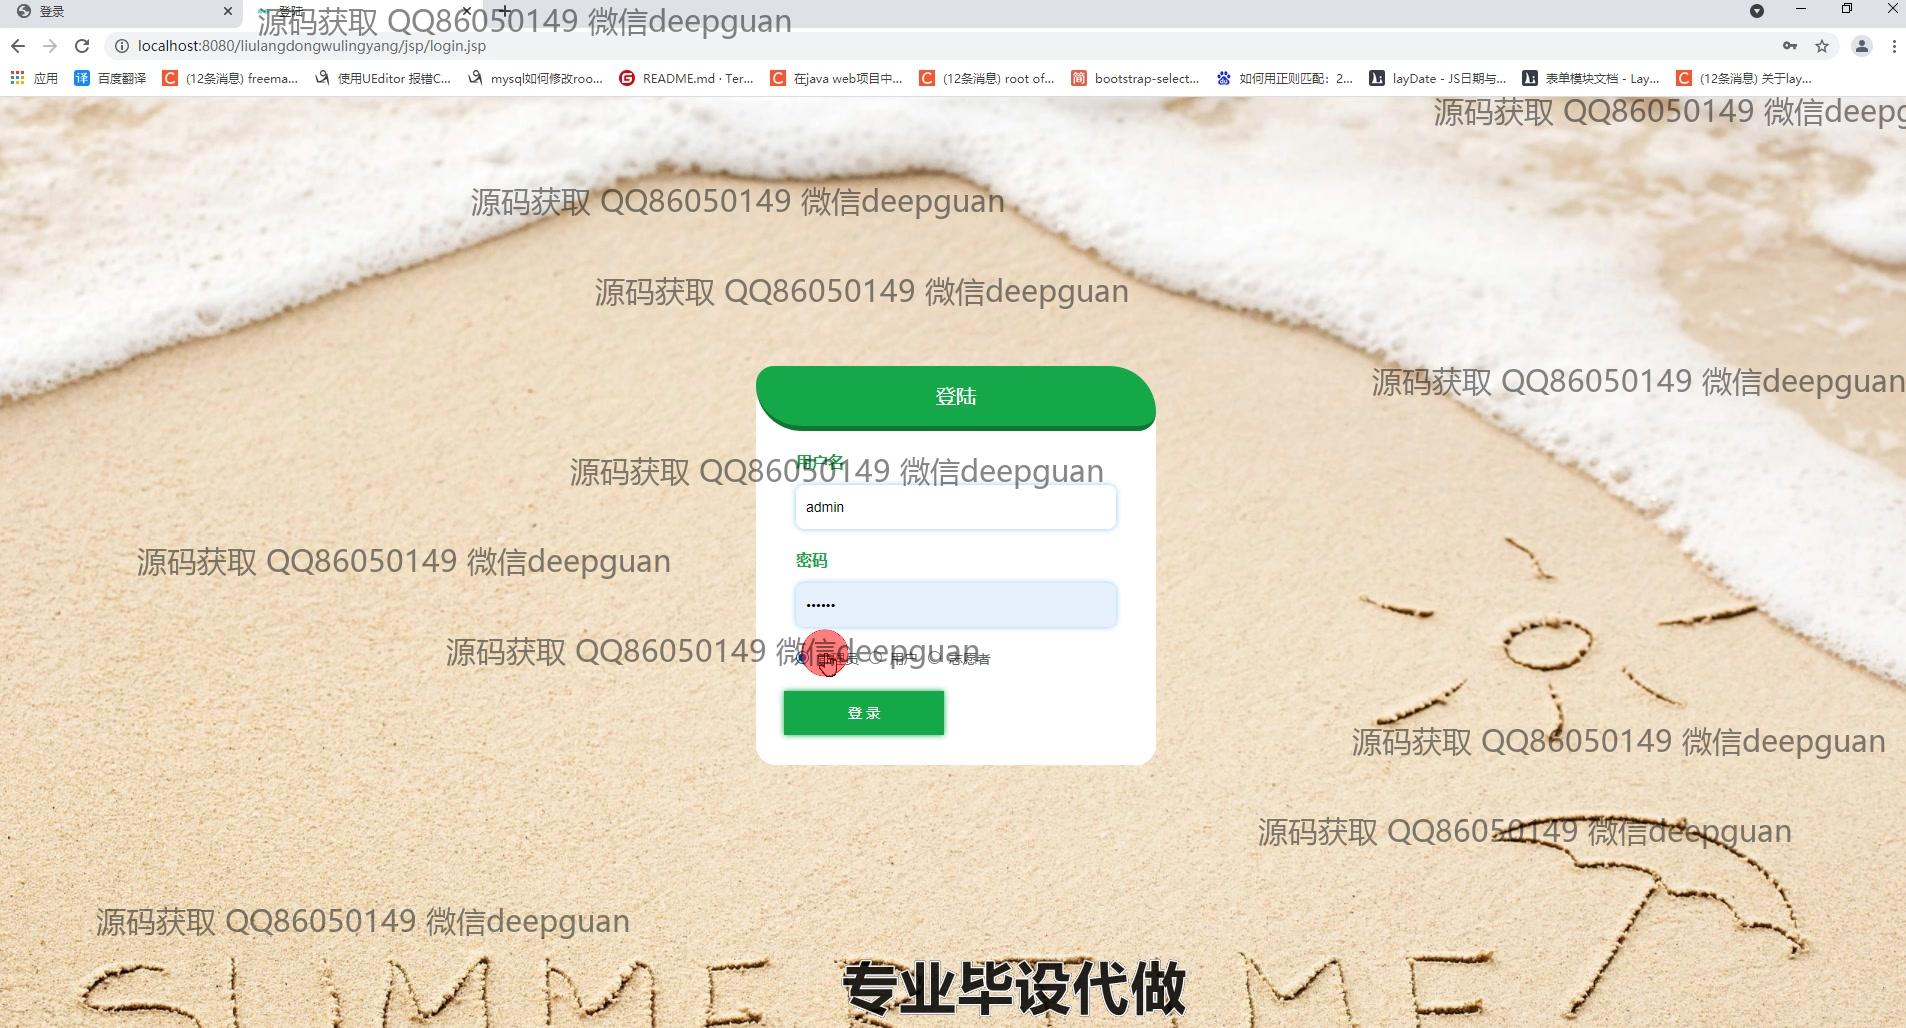 登录
登陆
源码获取 QQ86050149 微信deepguan
localhost:8080/liulangdongwulingyang/jsp/login.jsp
应用 百度翻译 (12条消息) freema... 使用UEditor 报错C... mysql如何修改roo... README.md · Ter... 在java web项目中... (12条消息) root of... bootstrap-select... 如何用正则匹配：2... layDate - JS日期与... 表单模块文档 - Lay... (12条消息) 关于lay...
源码获取 QQ86050149 微信deepg
源码获取 QQ86050149 微信deepguan
源码获取 QQ86050149 微信deepguan
源码获取 QQ86050149 微信deepguan
登陆
用户名
源码获取 QQ86050149 微信deepguan
admin
密码
源码获取 QQ86050149 微信deepguan
••••••
源码获取 QQ86050149 微信deepguan
用户 志愿者
登 录
源码获取 QQ86050149 微信deepguan
源码获取 QQ86050149 微信deepguan
源码获取 QQ86050149 微信deepguan
SUMMER TIME
专业毕设代做